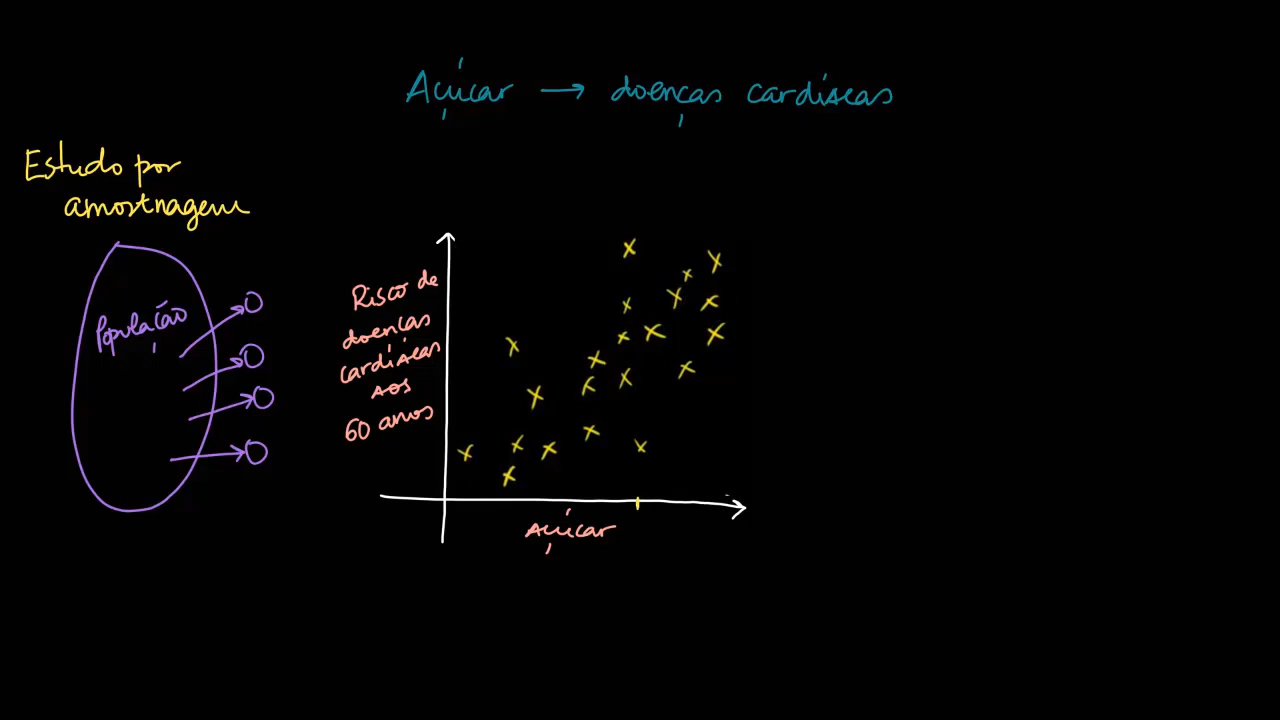 Açúcar → doenças cardíacas
Estudo por
amostragem
População
Risco de
doenças
cardíacas
aos
60 anos
Açúcar